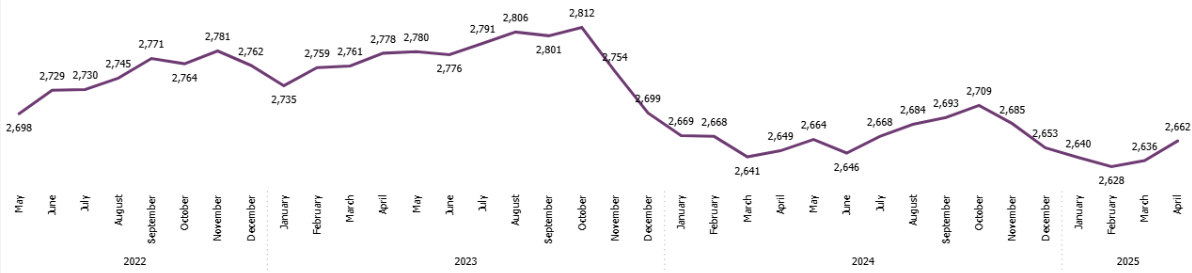 2,698
2,729
2,730
2,745
2,771
2,764
2,781
2,762
2,735
2,759
2,761
2,778
2,780
2,776
2,791
2,806
2,801
2,812
2,754
2,699
2,669
2,668
2,641
2,649
2,664
2,646
2,668
2,684
2,693
2,709
2,685
2,653
2,640
2,628
2,636
2,662
May
June
July
August
September
October
November
December
January
February
March
April
May
June
July
August
September
October
November
December
January
February
March
April
May
June
July
August
September
October
November
December
January
February
March
April
2022
2023
2024
2025